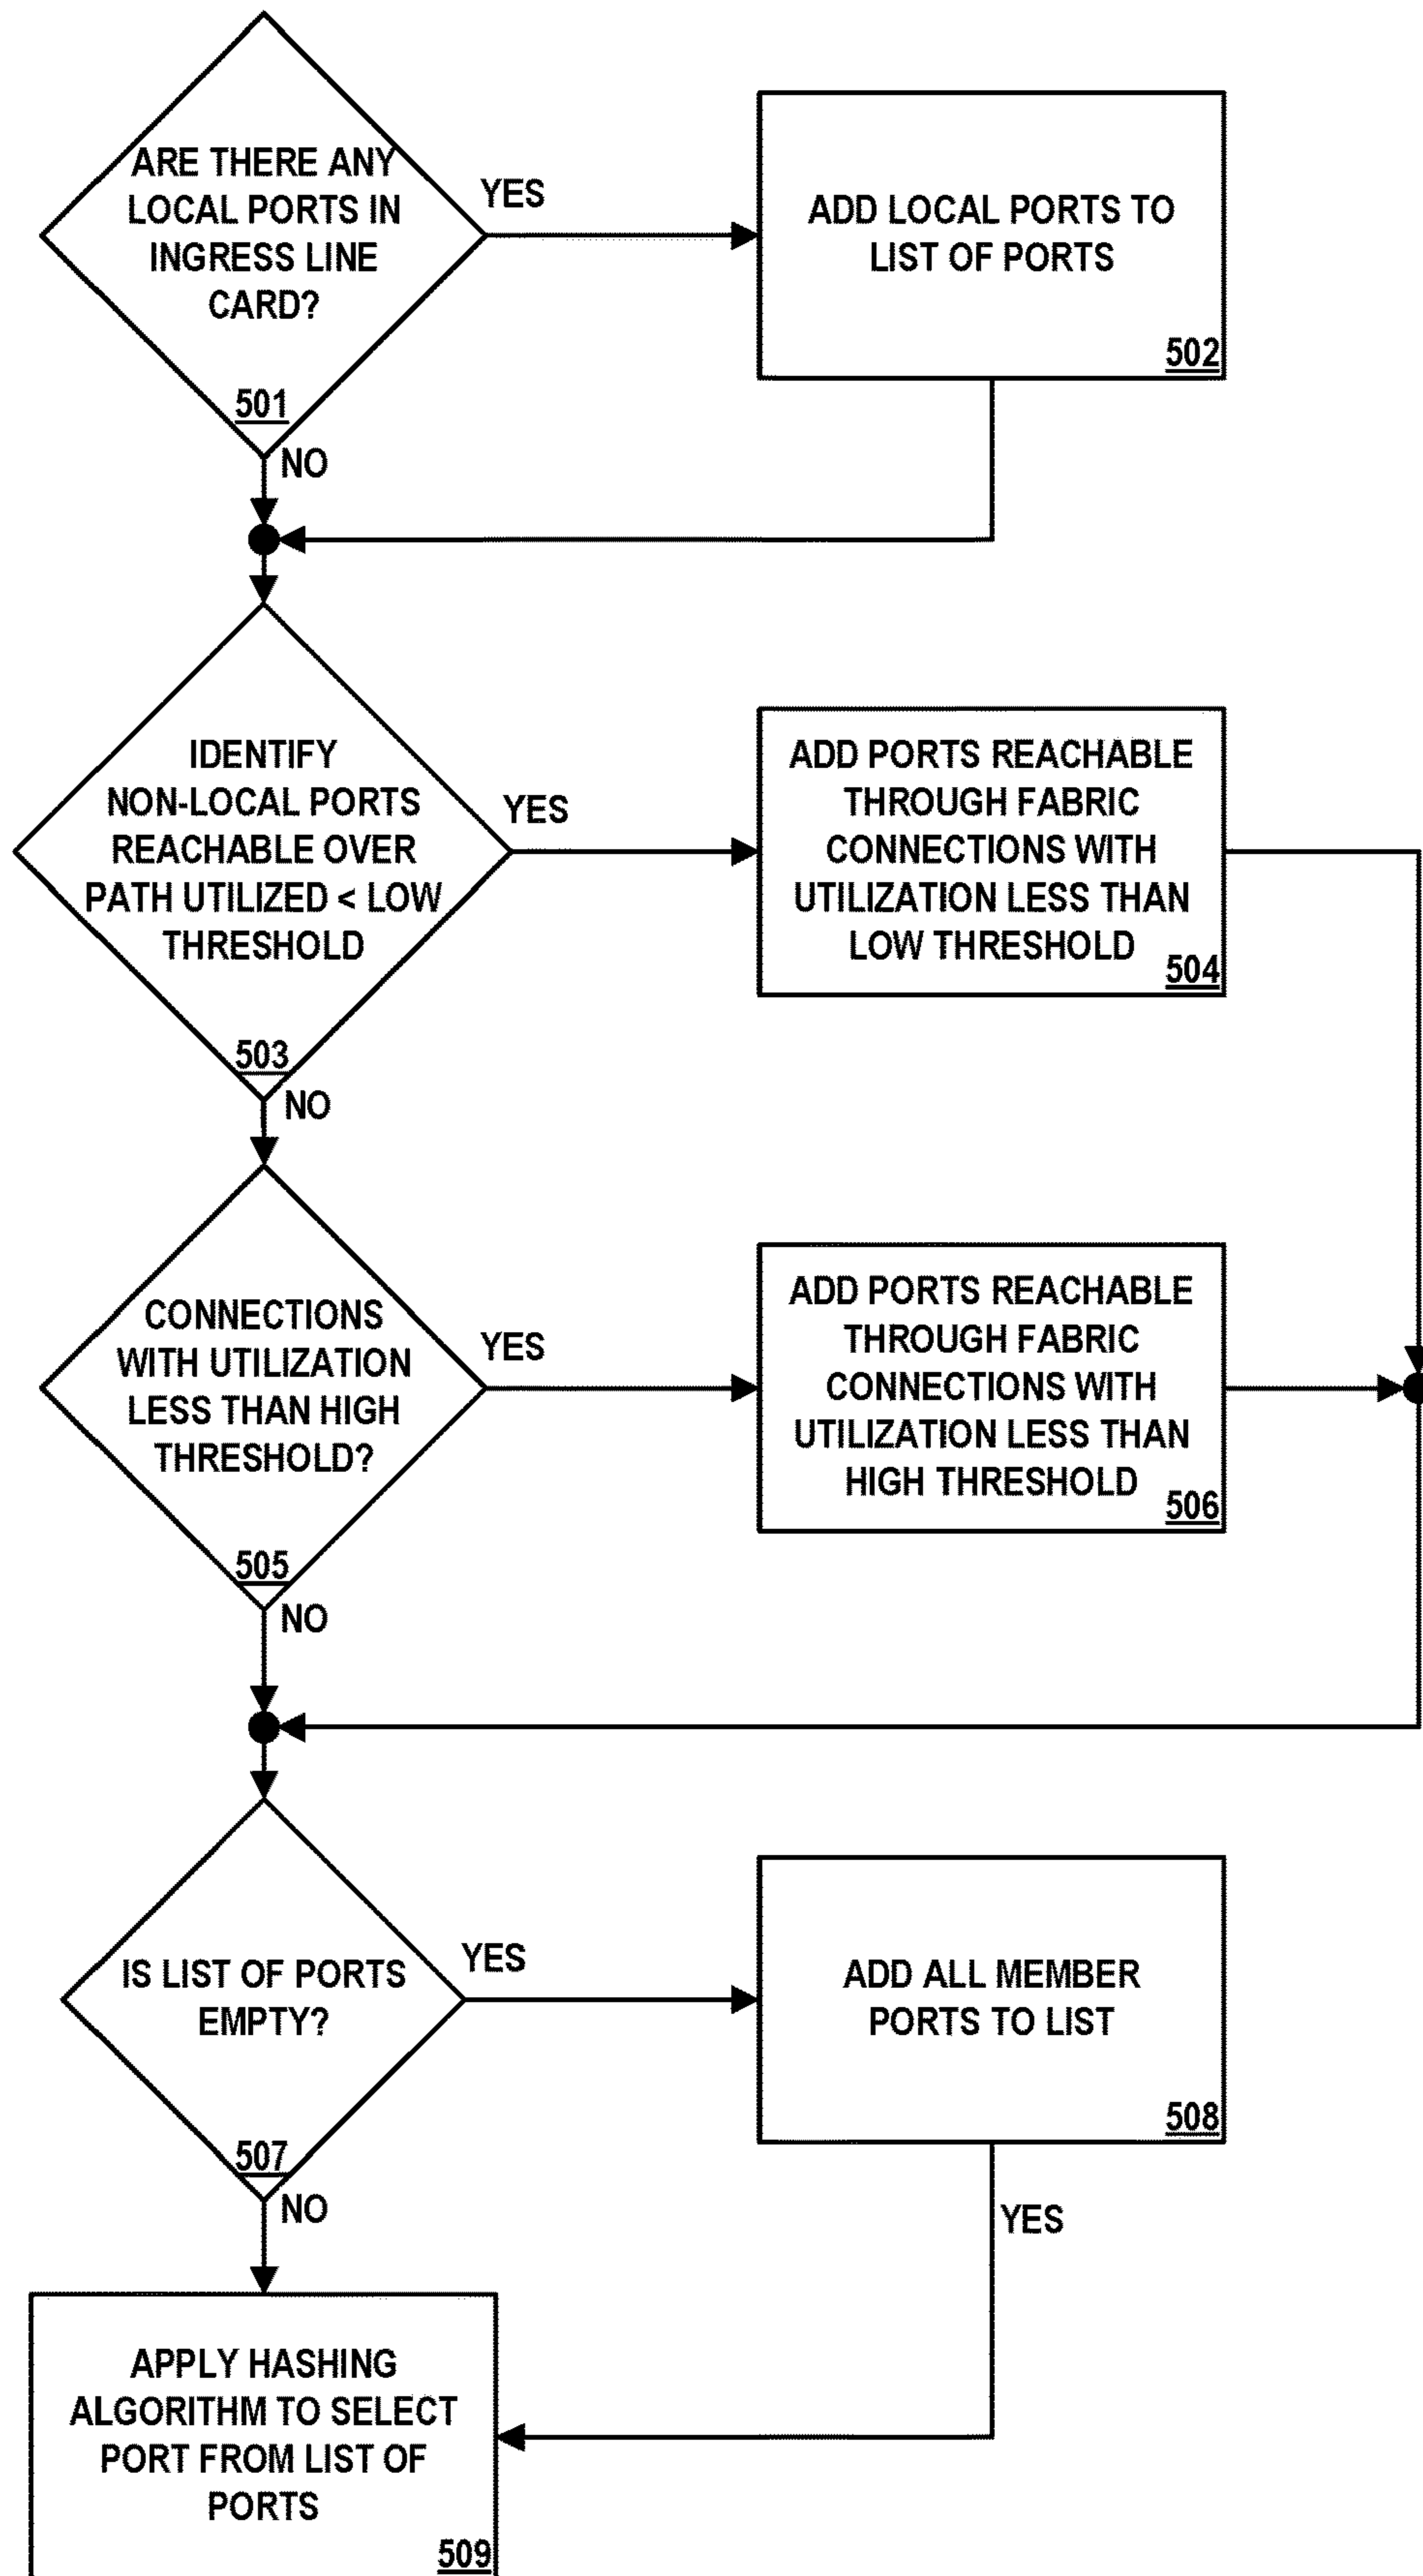 ARE THERE ANY
LOCAL PORTS IN
INGRESS LINE
CARD?
501
YES
NO
ADD LOCAL PORTS TO
LIST OF PORTS
502
IDENTIFY
NON-LOCAL PORTS
REACHABLE OVER
PATH UTILIZED < LOW
THRESHOLD
503
YES
NO
ADD PORTS REACHABLE
THROUGH FABRIC
CONNECTIONS WITH
UTILIZATION LESS THAN
LOW THRESHOLD
504
CONNECTIONS
WITH UTILIZATION
LESS THAN HIGH
THRESHOLD?
505
YES
NO
ADD PORTS REACHABLE
THROUGH FABRIC
CONNECTIONS WITH
UTILIZATION LESS THAN
HIGH THRESHOLD
506
IS LIST OF PORTS
EMPTY?
507
YES
NO
ADD ALL MEMBER
PORTS TO LIST
508
YES
APPLY HASHING
ALGORITHM TO SELECT
PORT FROM LIST OF
PORTS
509